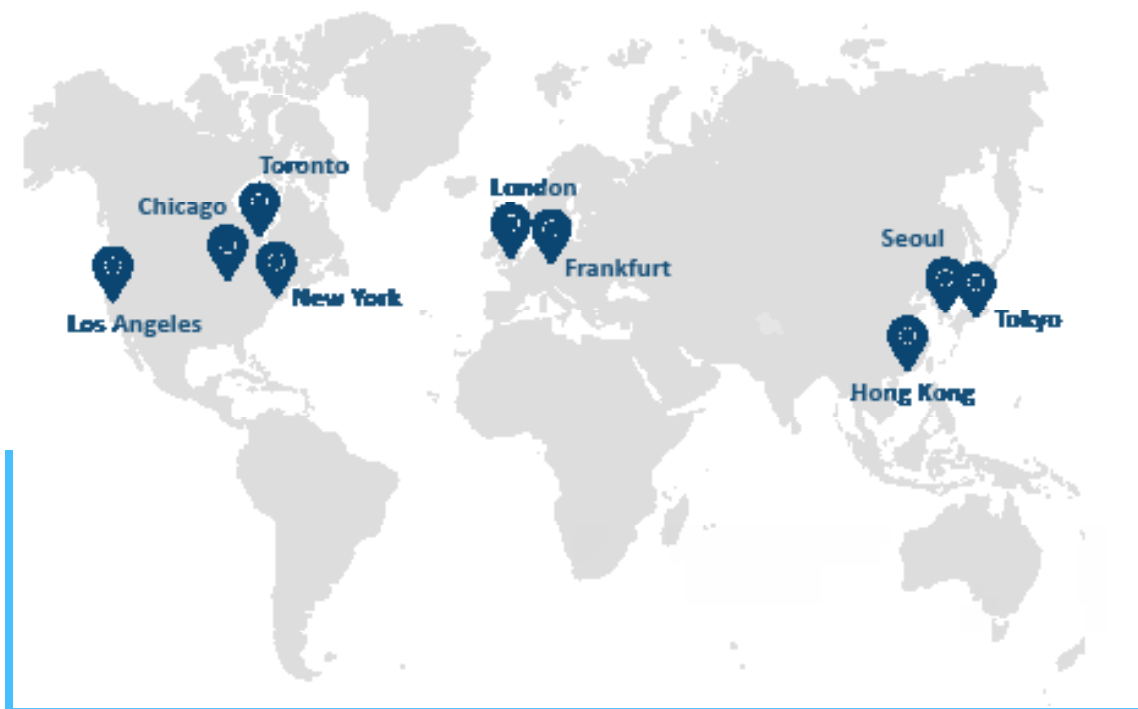 Toronto
Chicago
London
Seoul
Frankfurt
New York
Los Angeles
Tokyo
Hong Kong